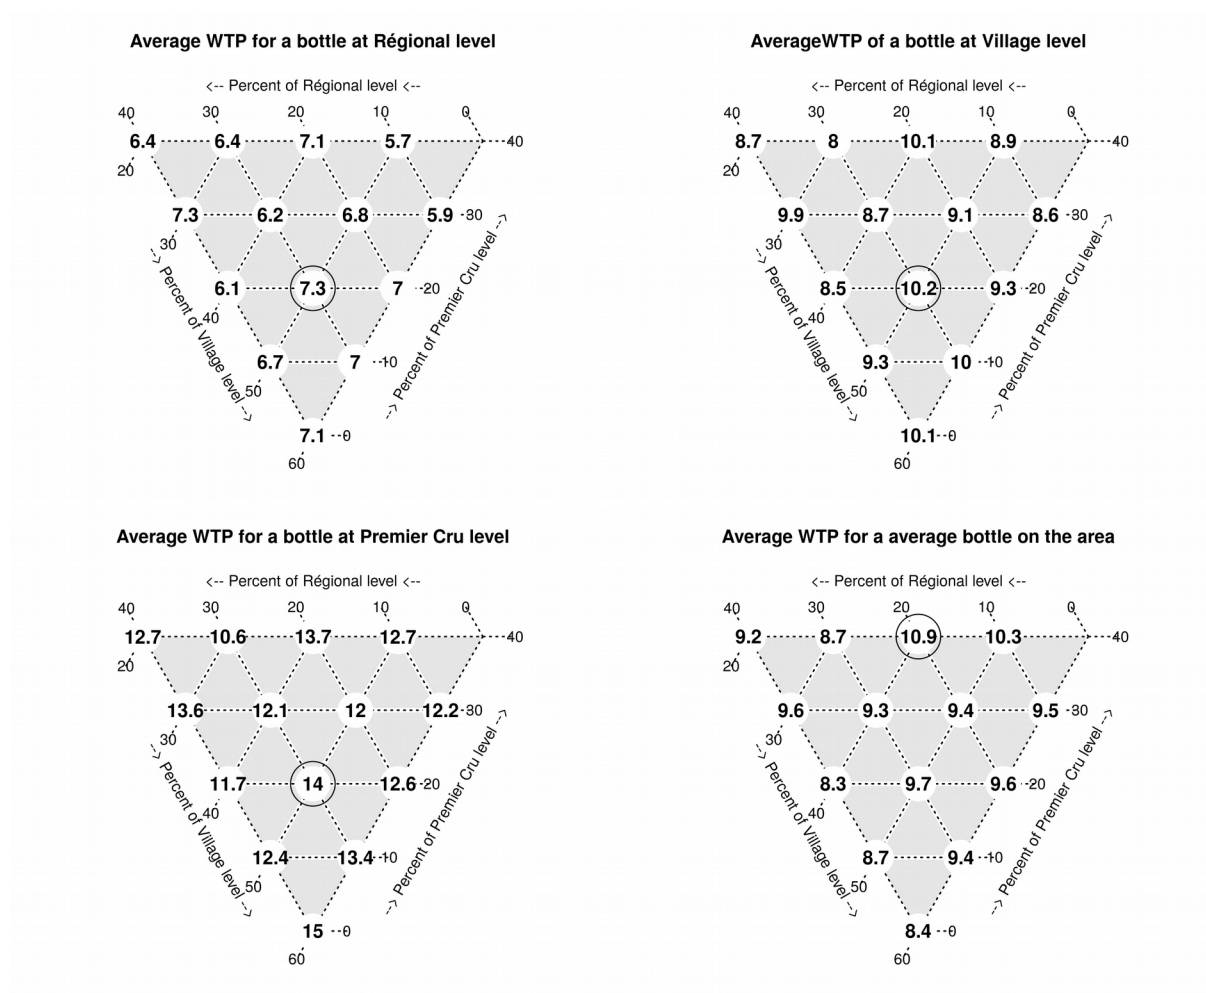 Average WTP for a bottle at Régional level
<-- Percent of Régional level <--
40 30 20 10 0
6.4 6.4 7.1 5.7 40
20
7.3 6.2 6.8 5.9 30
30
6.1 7.3 7 20
40
6.7 7 10
50
7.1 0
60
--> Percent of Village level -->
--> Percent of Premier Cru level -->
AverageWTP of a bottle at Village level
<-- Percent of Régional level <--
40 30 20 10 0
8.7 8 10.1 8.9 40
20
9.9 8.7 9.1 8.6 30
30
8.5 10.2 9.3 20
40
9.3 10 10
50
10.1 0
60
--> Percent of Village level -->
--> Percent of Premier Cru level -->
Average WTP for a bottle at Premier Cru level
<-- Percent of Régional level <--
40 30 20 10 0
12.7 10.6 13.7 12.7 40
20
13.6 12.1 12 12.2 30
30
11.7 14 12.6 20
40
12.4 13.4 10
50
15 0
60
--> Percent of Village level -->
--> Percent of Premier Cru level -->
Average WTP for a average bottle on the area
<-- Percent of Régional level <--
40 30 20 10 0
9.2 8.7 10.9 10.3 40
20
9.6 9.3 9.4 9.5 30
30
8.3 9.7 9.6 20
40
8.7 9.4 10
50
8.4 0
60
--> Percent of Village level -->
--> Percent of Premier Cru level -->